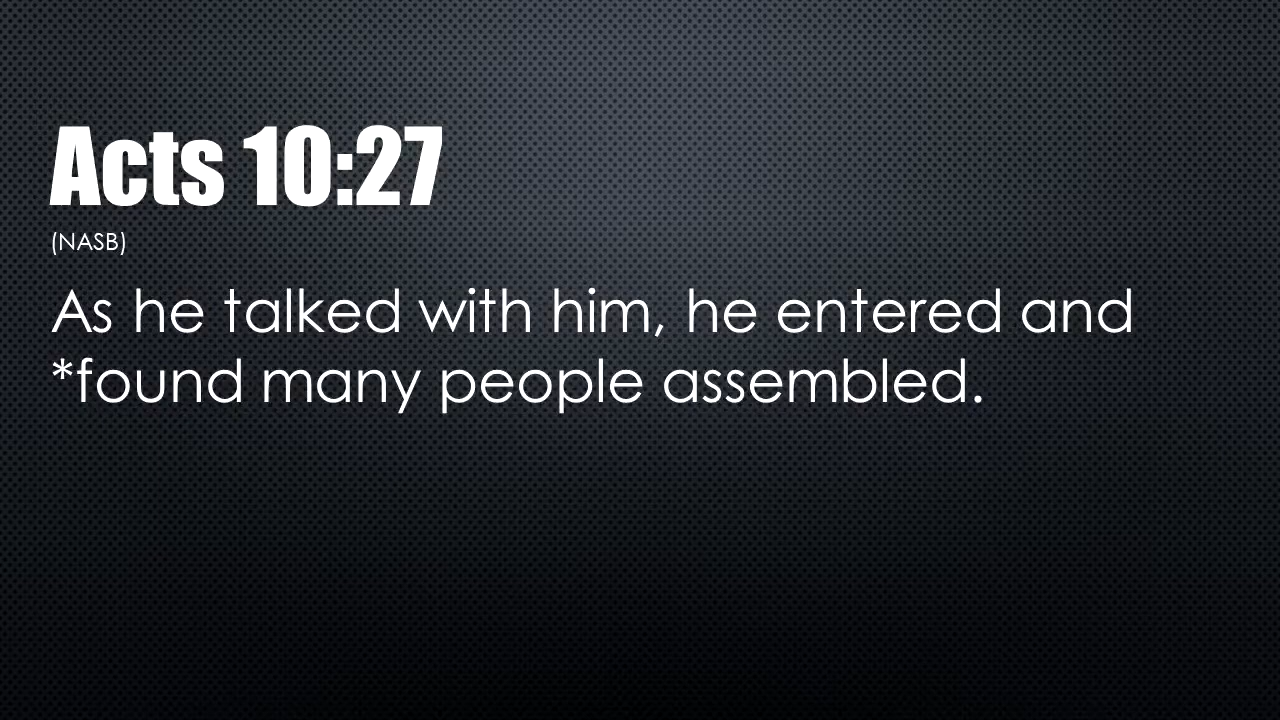 Acts 10:27
(NASB)
As he talked with him, he entered and
*found many people assembled.